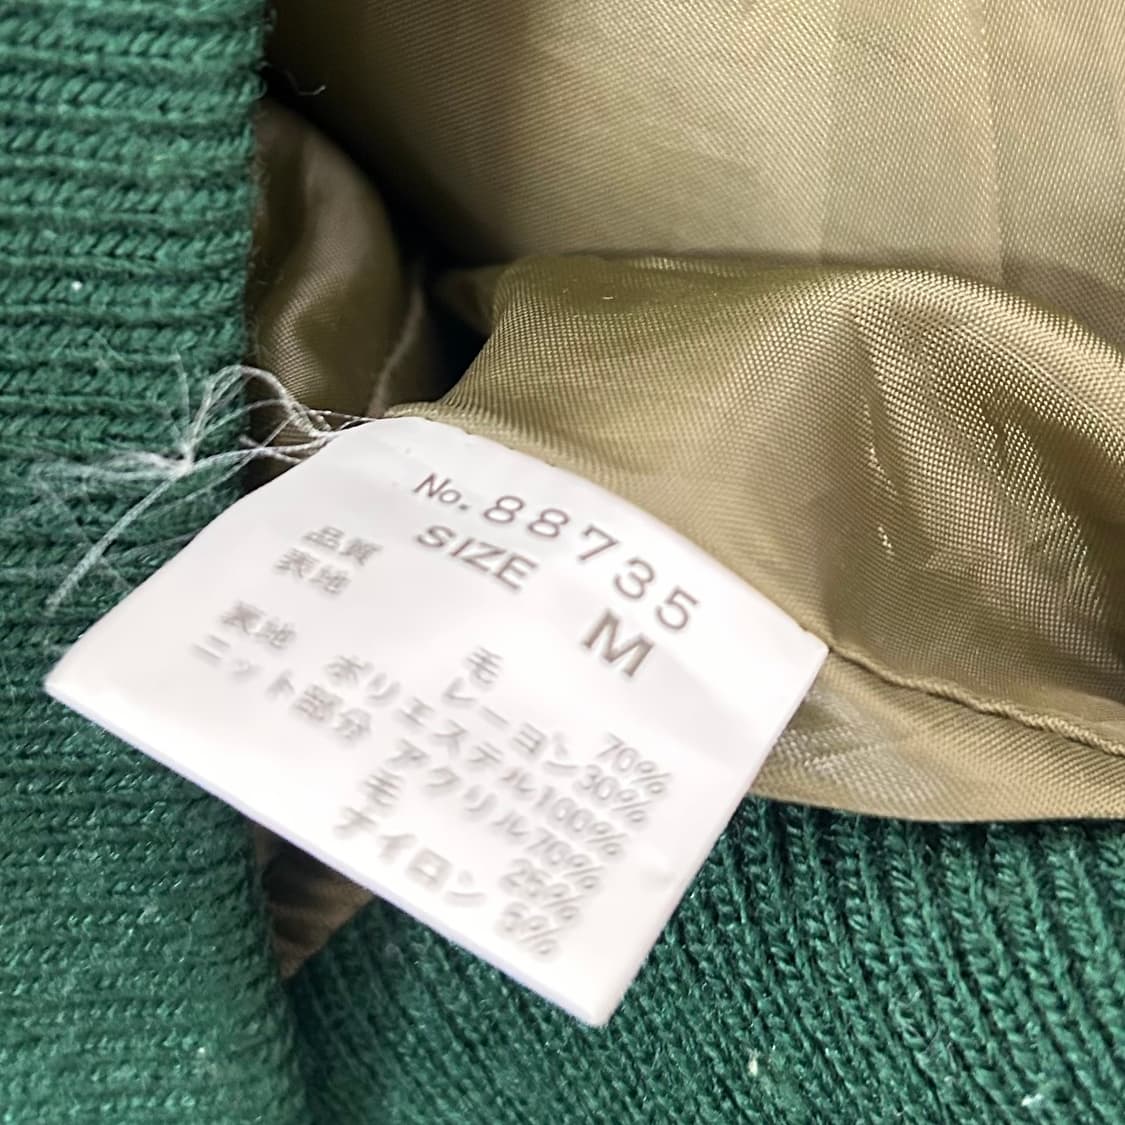 No. 88735
SIZE M
品質
表地 毛 70%
レーヨン 30%
裏地 ポリエステル 100%
ニット部分 アクリル 70%
毛 25%
ナイロン 5%